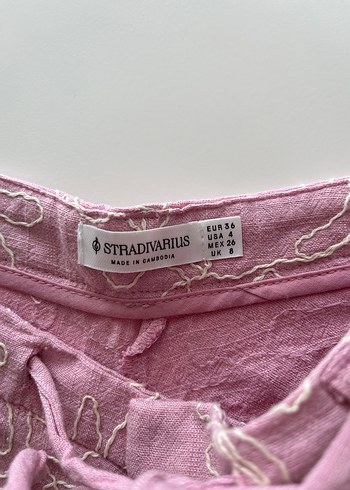 STRADIVARIUS
MADE IN CAMBODIA
EUR 36
USA 4
MEX 26
UK 8